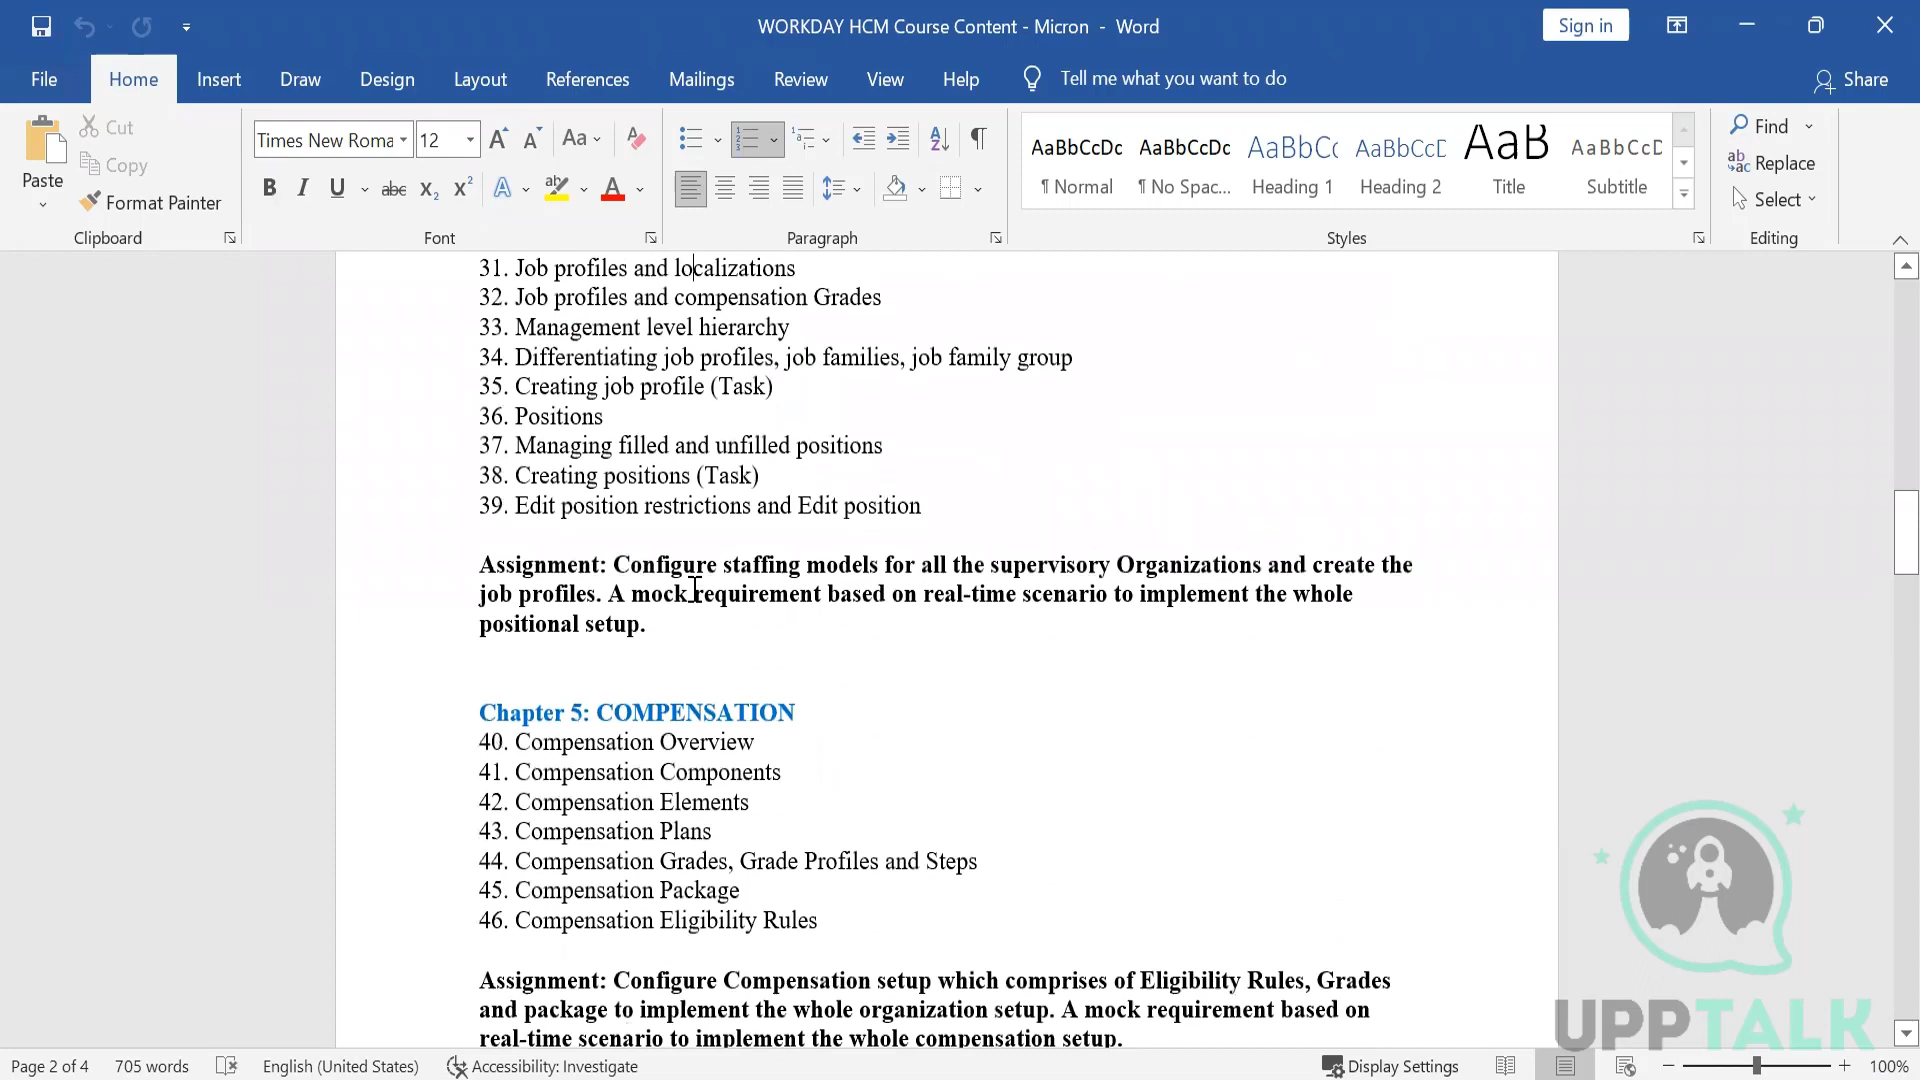 WORKDAY HCM Course Content - Micron - Word
Sign in
File Home Insert Draw Design Layout References Mailings Review View Help Tell me what you want to do Share
Paste
Cut
Copy
Format Painter
Clipboard
Times New Roma 12
Aa
B I U abc X₂ X² A A
Font
Paragraph
AaBbCcDc AaBbCcDc AaBbCc AaBbCcD AaB AaBbCcD
¶ Normal ¶ No Spac... Heading 1 Heading 2 Title Subtitle
Styles
Find
Replace
Select
Editing
31. Job profiles and localizations
32. Job profiles and compensation Grades
33. Management level hierarchy
34. Differentiating job profiles, job families, job family group
35. Creating job profile (Task)
36. Positions
37. Managing filled and unfilled positions
38. Creating positions (Task)
39. Edit position restrictions and Edit position
Assignment: Configure staffing models for all the supervisory Organizations and create the
job profiles. A mock requirement based on real-time scenario to implement the whole
positional setup.
Chapter 5: COMPENSATION
40. Compensation Overview
41. Compensation Components
42. Compensation Elements
43. Compensation Plans
44. Compensation Grades, Grade Profiles and Steps
45. Compensation Package
46. Compensation Eligibility Rules
Assignment: Configure Compensation setup which comprises of Eligibility Rules, Grades
and package to implement the whole organization setup. A mock requirement based on
real-time scenario to implement the whole compensation setup.
UPPTALK
Page 2 of 4 705 words English (United States) Accessibility: Investigate Display Settings 100%